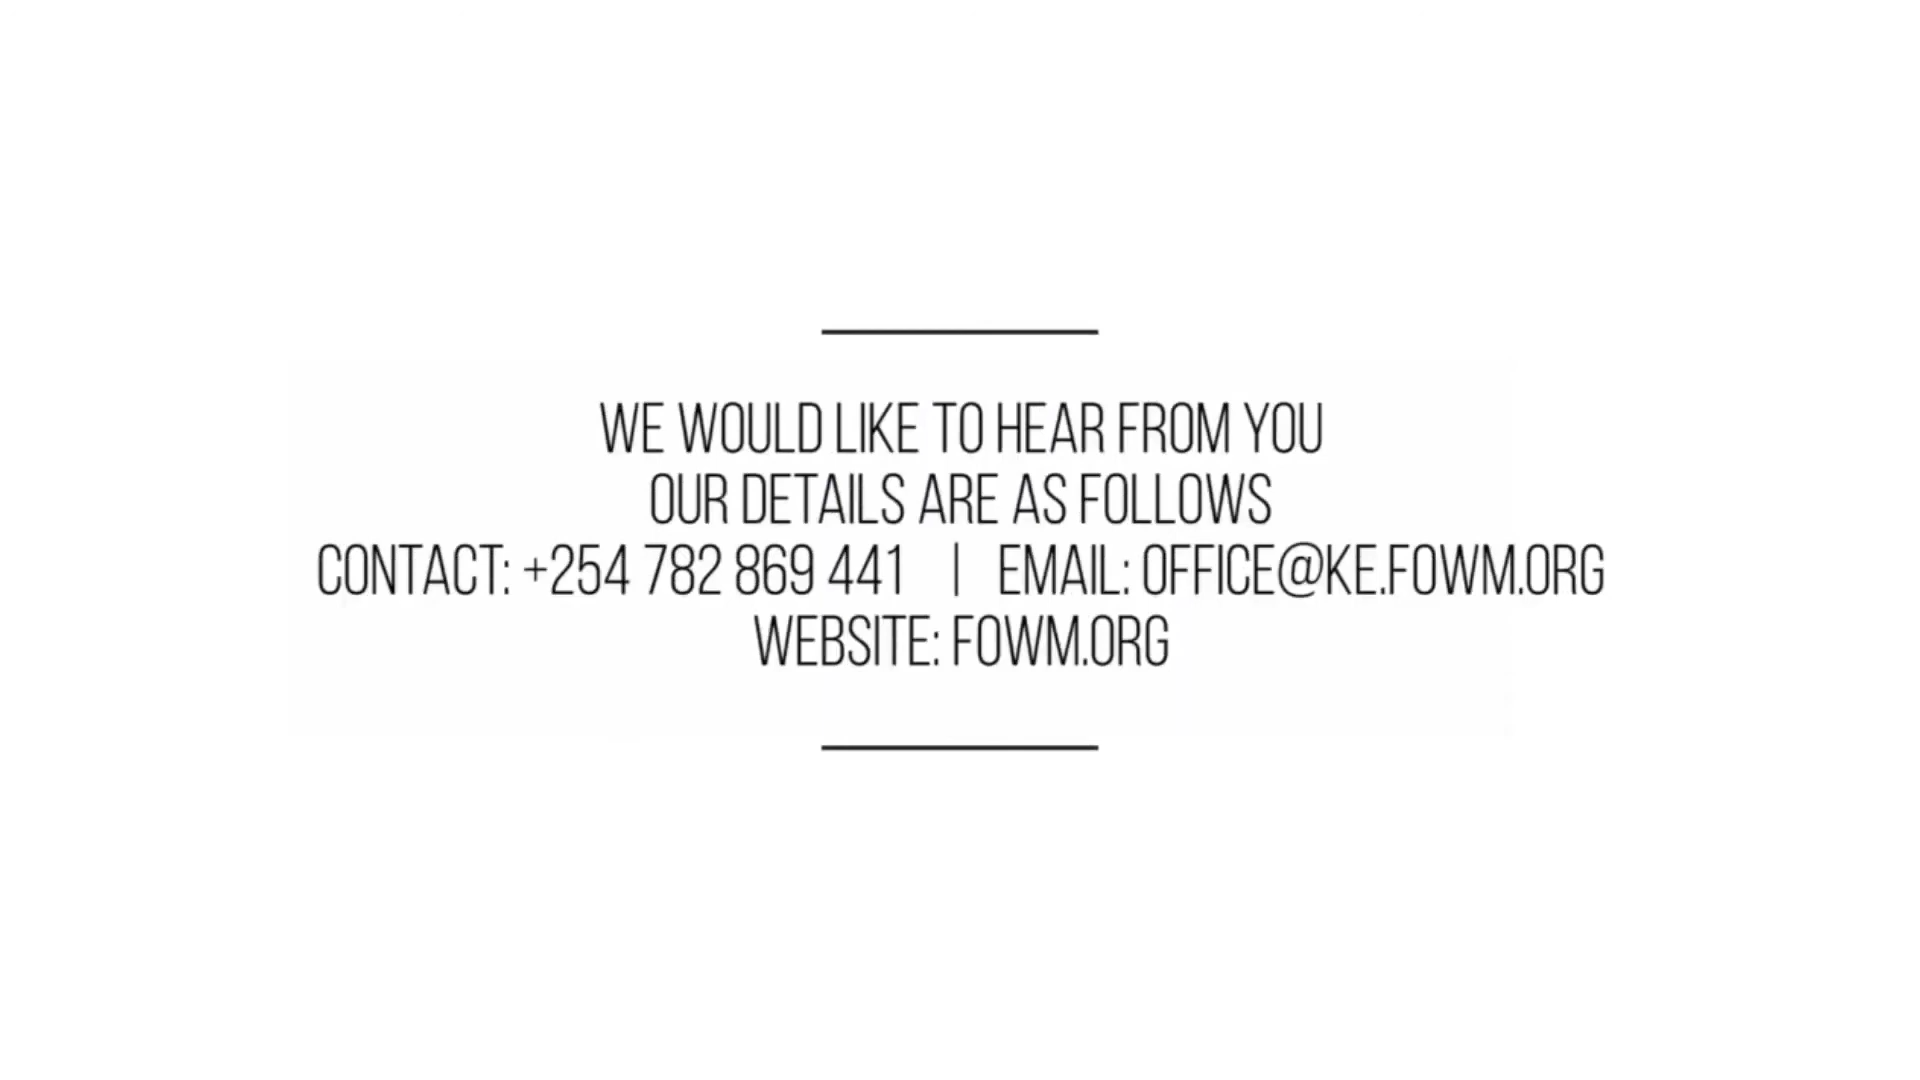 WE WOULD LIKE TO HEAR FROM YOU
OUR DETAILS ARE AS FOLLOWS
CONTACT: +254 782 869 441 | EMAIL: OFFICE@KE.FOWM.ORG
WEBSITE: FOWM.ORG